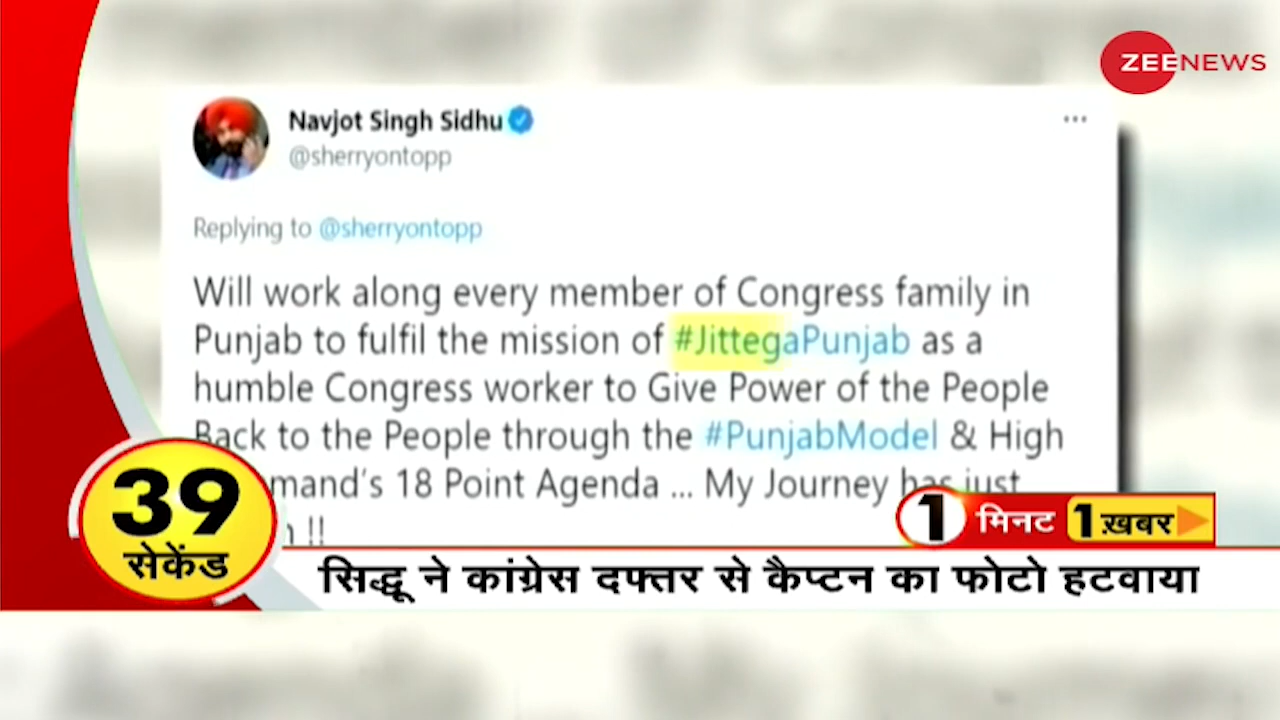 ZEENEWS
Navjot Singh Sidhu
@sherryontopp
Replying to @sherryontopp
Will work along every member of Congress family in
Punjab to fulfil the mission of #JittegaPunjab as a
humble Congress worker to Give Power of the People
Back to the People through the #PunjabModel & High
mand's 18 Point Agenda ... My Journey has just
n !!
39
सेकेंड
1 मिनट 1 ख़बर
सिद्धू ने कांग्रेस दफ्तर से कैप्टन का फोटो हटवाया